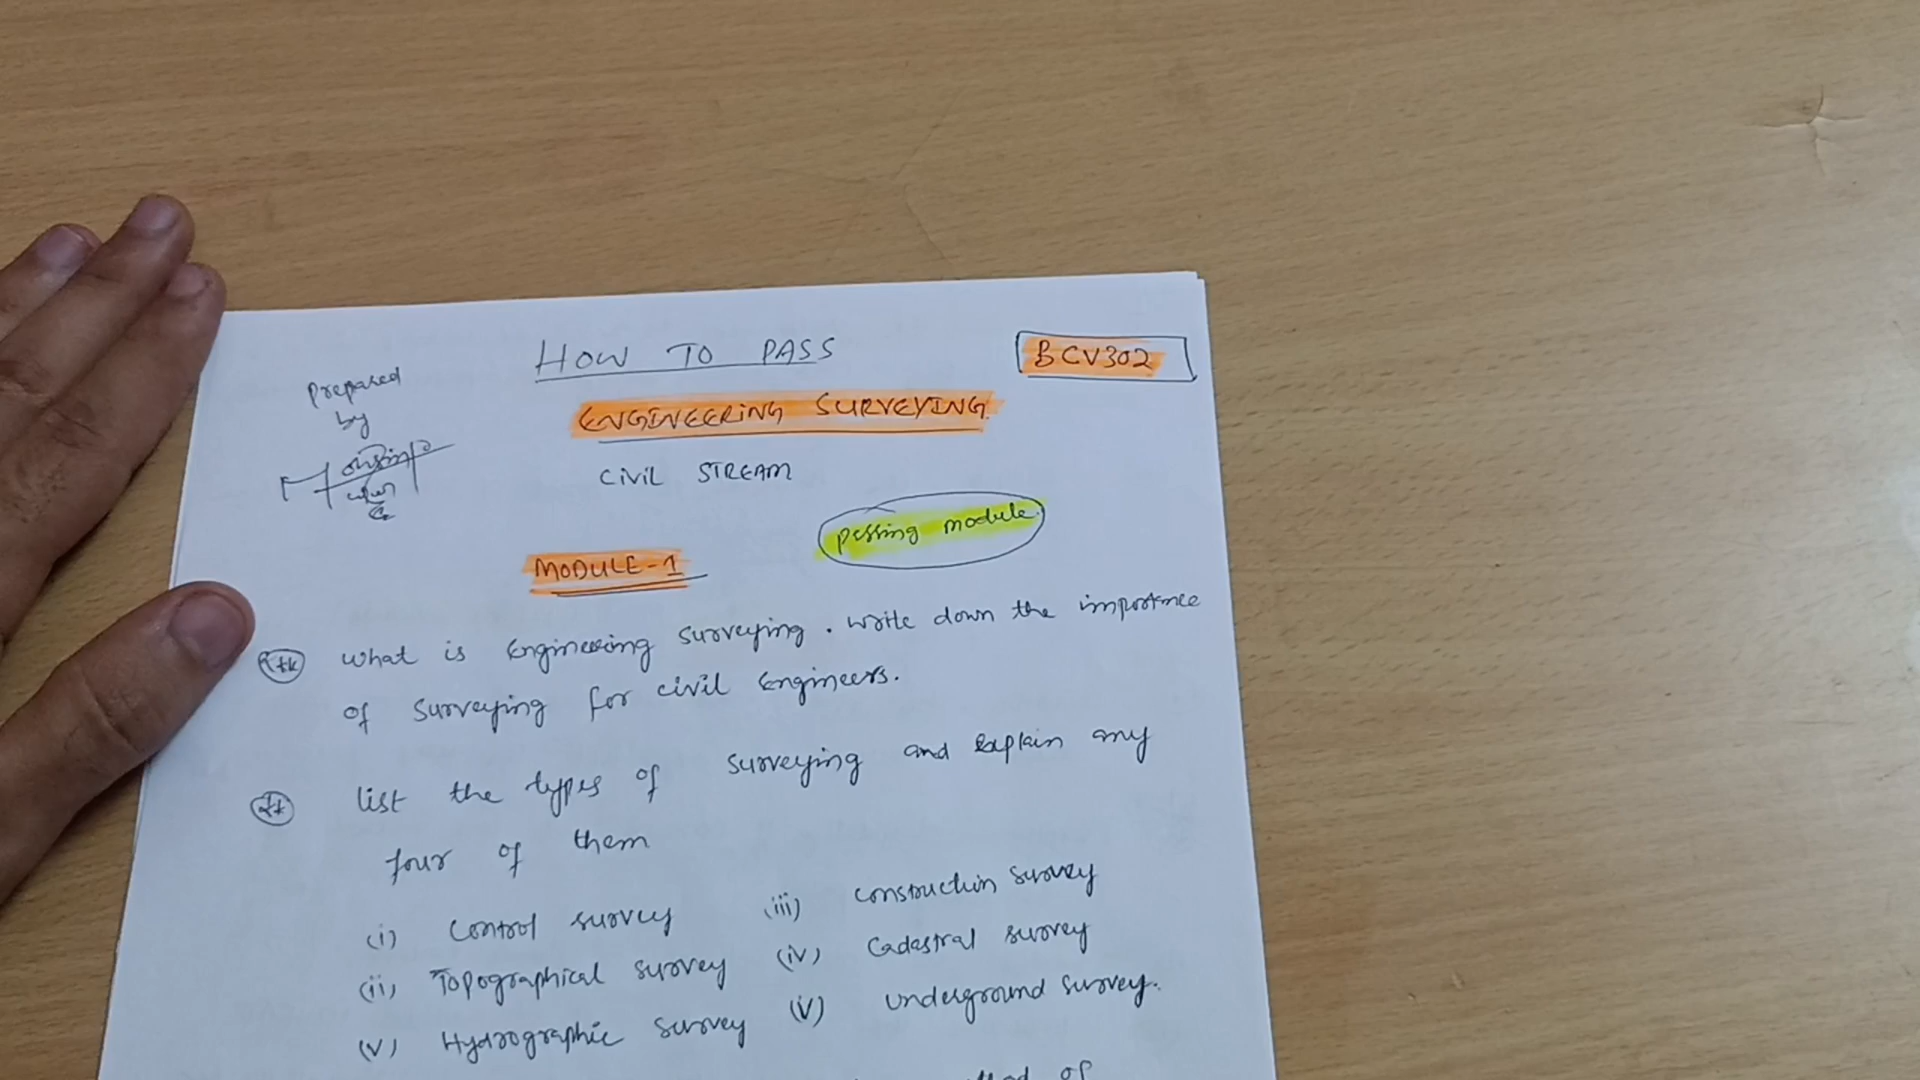 HOW TO PASS
BCV302
Prepared
by
ENGINEERING SURVEYING.
CIVIL STREAM
Passing module.
MODULE-1
What is Engineering Surveying. Write down the importance
of Surveying for civil Engineers.
List the types of Surveying and Explain any
four of them
(i) Control survey
(iii) Construction survey
(ii) Topographical survey
(iv) Cadastral survey
(v) Hydrographic survey
(v) Underground survey.
of